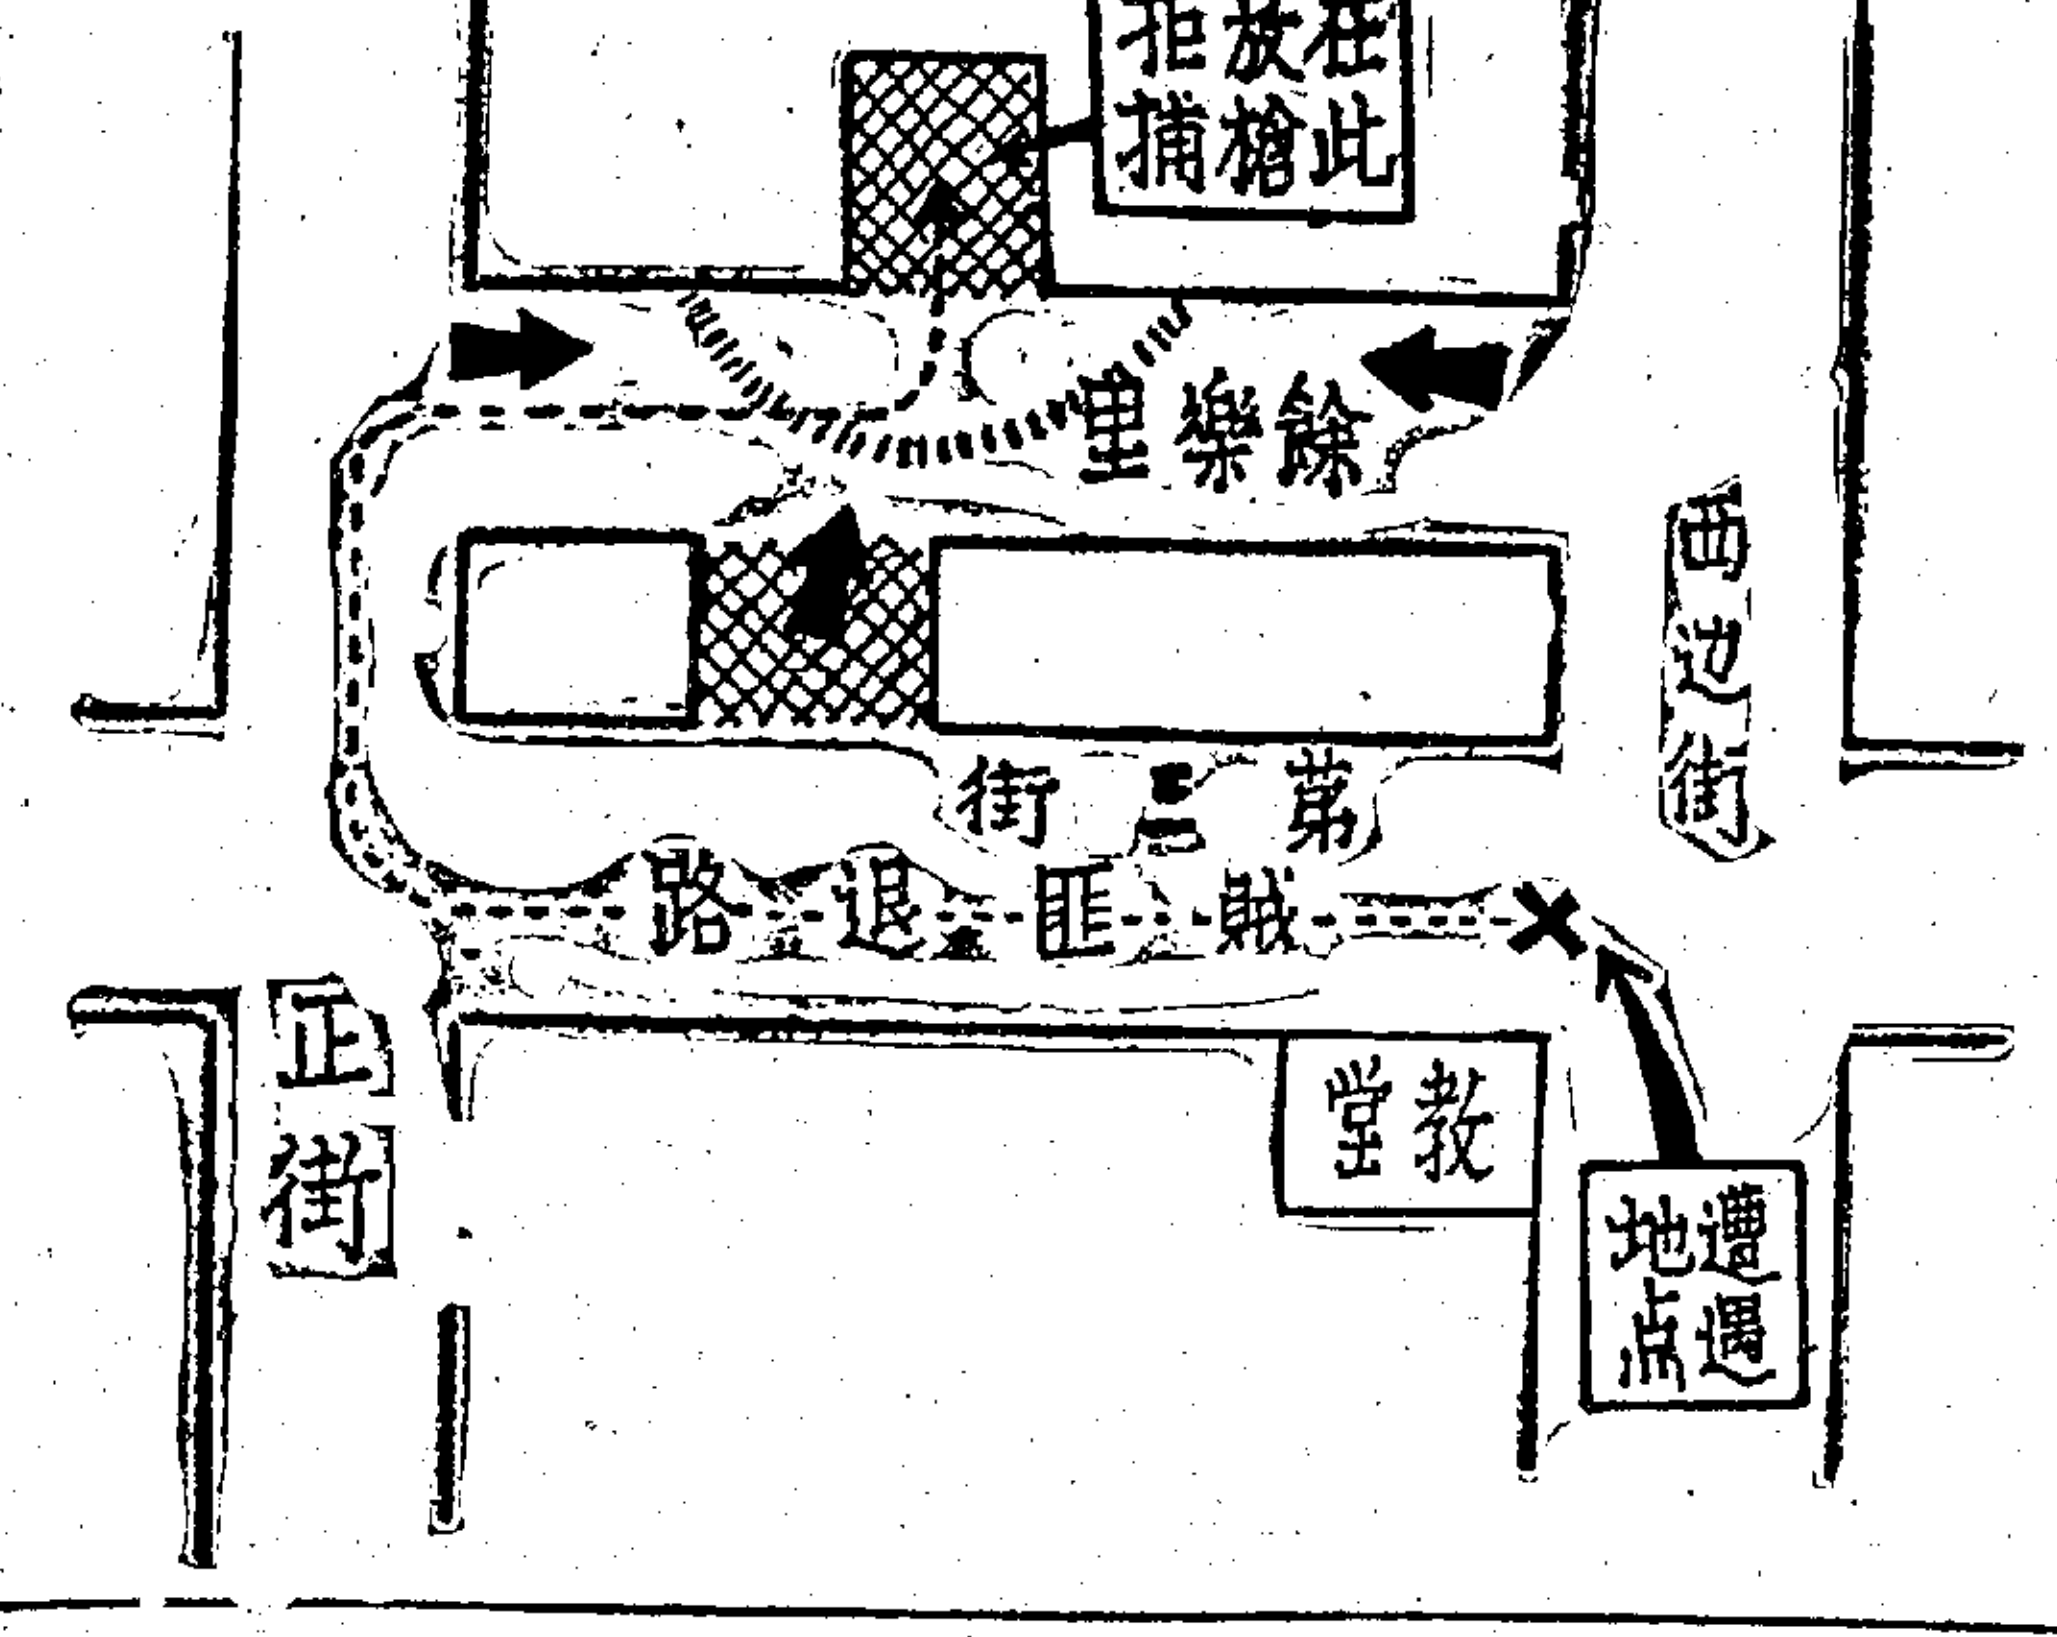 在此
放槍
拒捕
餘樂里
西边街
第二街
賊匪退路
正街
教堂
遭遇
地点